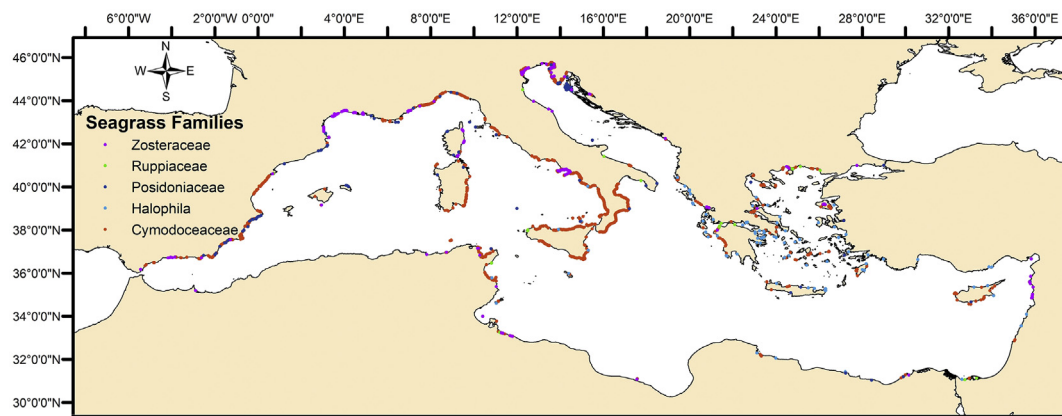 6°0'0"W 2°0'0"W 0°0'0" 4°0'0"E 8°0'0"E 12°0'0"E 16°0'0"E 20°0'0"E 24°0'0"E 28°0'0"E 32°0'0"E 36°0'0"E
46°0'0"N
44°0'0"N
42°0'0"N
40°0'0"N
38°0'0"N
36°0'0"N
34°0'0"N
32°0'0"N
30°0'0"N
N
W E
S
Seagrass Families
Zosteraceae
Ruppiaceae
Posidoniaceae
Halophila
Cymodoceaceae